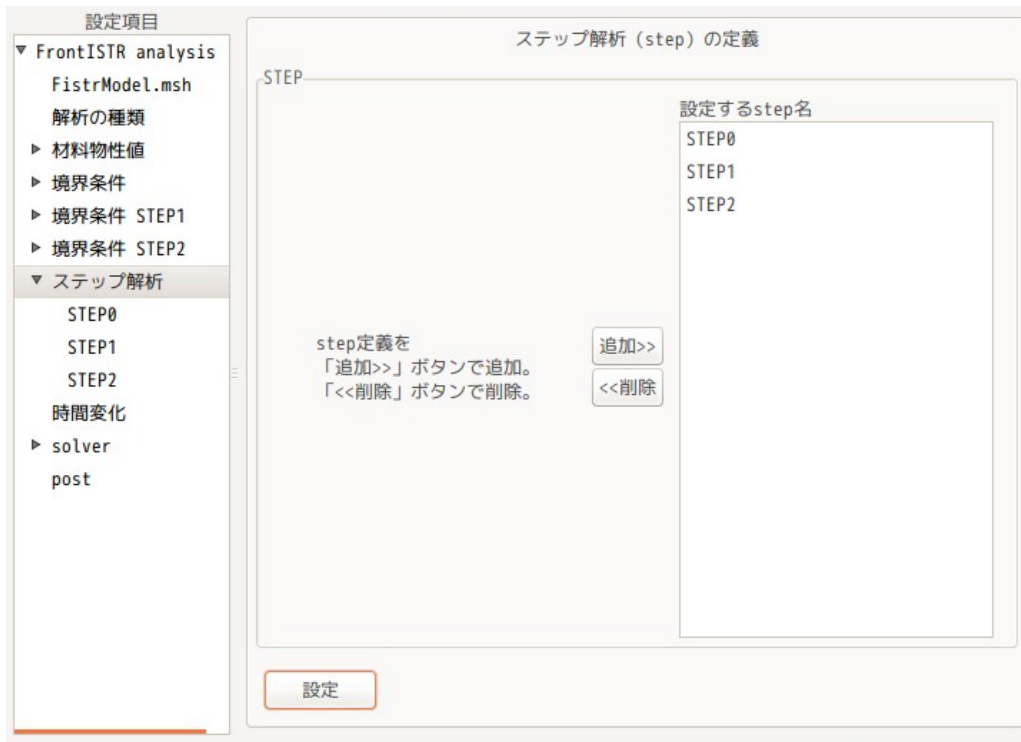 設定項目
FrontISTR analysis
FistrModel.msh
解析の種類
材料物性値
境界条件
境界条件 STEP1
境界条件 STEP2
ステップ解析
STEP0
STEP1
STEP2
時間変化
solver
post
ステップ解析 (step) の定義
STEP
step定義を
「追加>>」ボタンで追加。
「<<削除」ボタンで削除。
追加>>
<<削除
設定するstep名
STEP0
STEP1
STEP2
設定